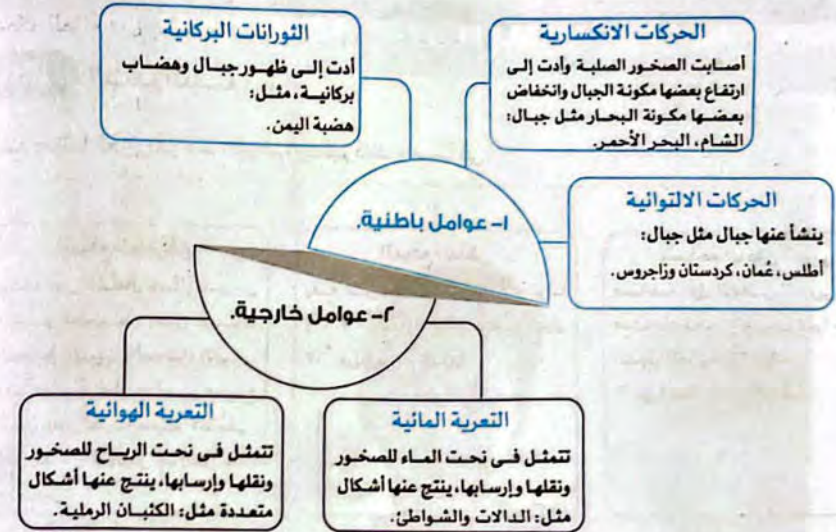 الحركات الانكسارية
أصابت الصخور الصلبة وأدت إلى
ارتفاع بعضها مكونة الجبال وانخفاض
بعضها مكونة البحار مثل جبال:
الشام، البحر الأحمر.
الثورانات البركانية
أدت إلى ظهور جبال وهضاب
بركانية، مثل:
هضبة اليمن.
١- عوامل باطنية.
الحركات الالتوائية
ينشأ عنها جبال مثل جبال:
أطلس، عُمان، كردستان وزاجروس.
٢- عوامل خارجية.
التعرية المائية
تتمثل فى نحت الماء للصخور
ونقلها وإرسابها، ينتج عنها أشكال
مثل: الدالات والشواطئ.
التعرية الهوائية
تتمثل فى نحت الرياح للصخور
ونقلها وإرسابها، ينتج عنها أشكال
متعددة مثل: الكثبان الرملية.